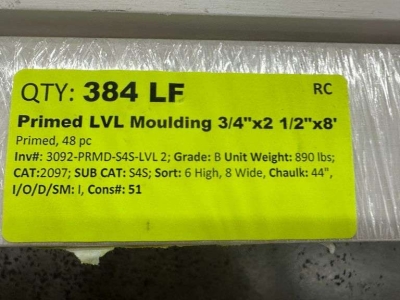 QTY: 384 LF RC
Primed LVL Moulding 3/4"x2 1/2"x8'
Primed, 48 pc
Inv#: 3092-PRMD-S4S-LVL 2; Grade: B Unit Weight: 890 lbs;
CAT:2097; SUB CAT: S4S; Sort: 6 High, 8 Wide, Chaulk: 44",
I/O/D/SM: I, Cons#: 51